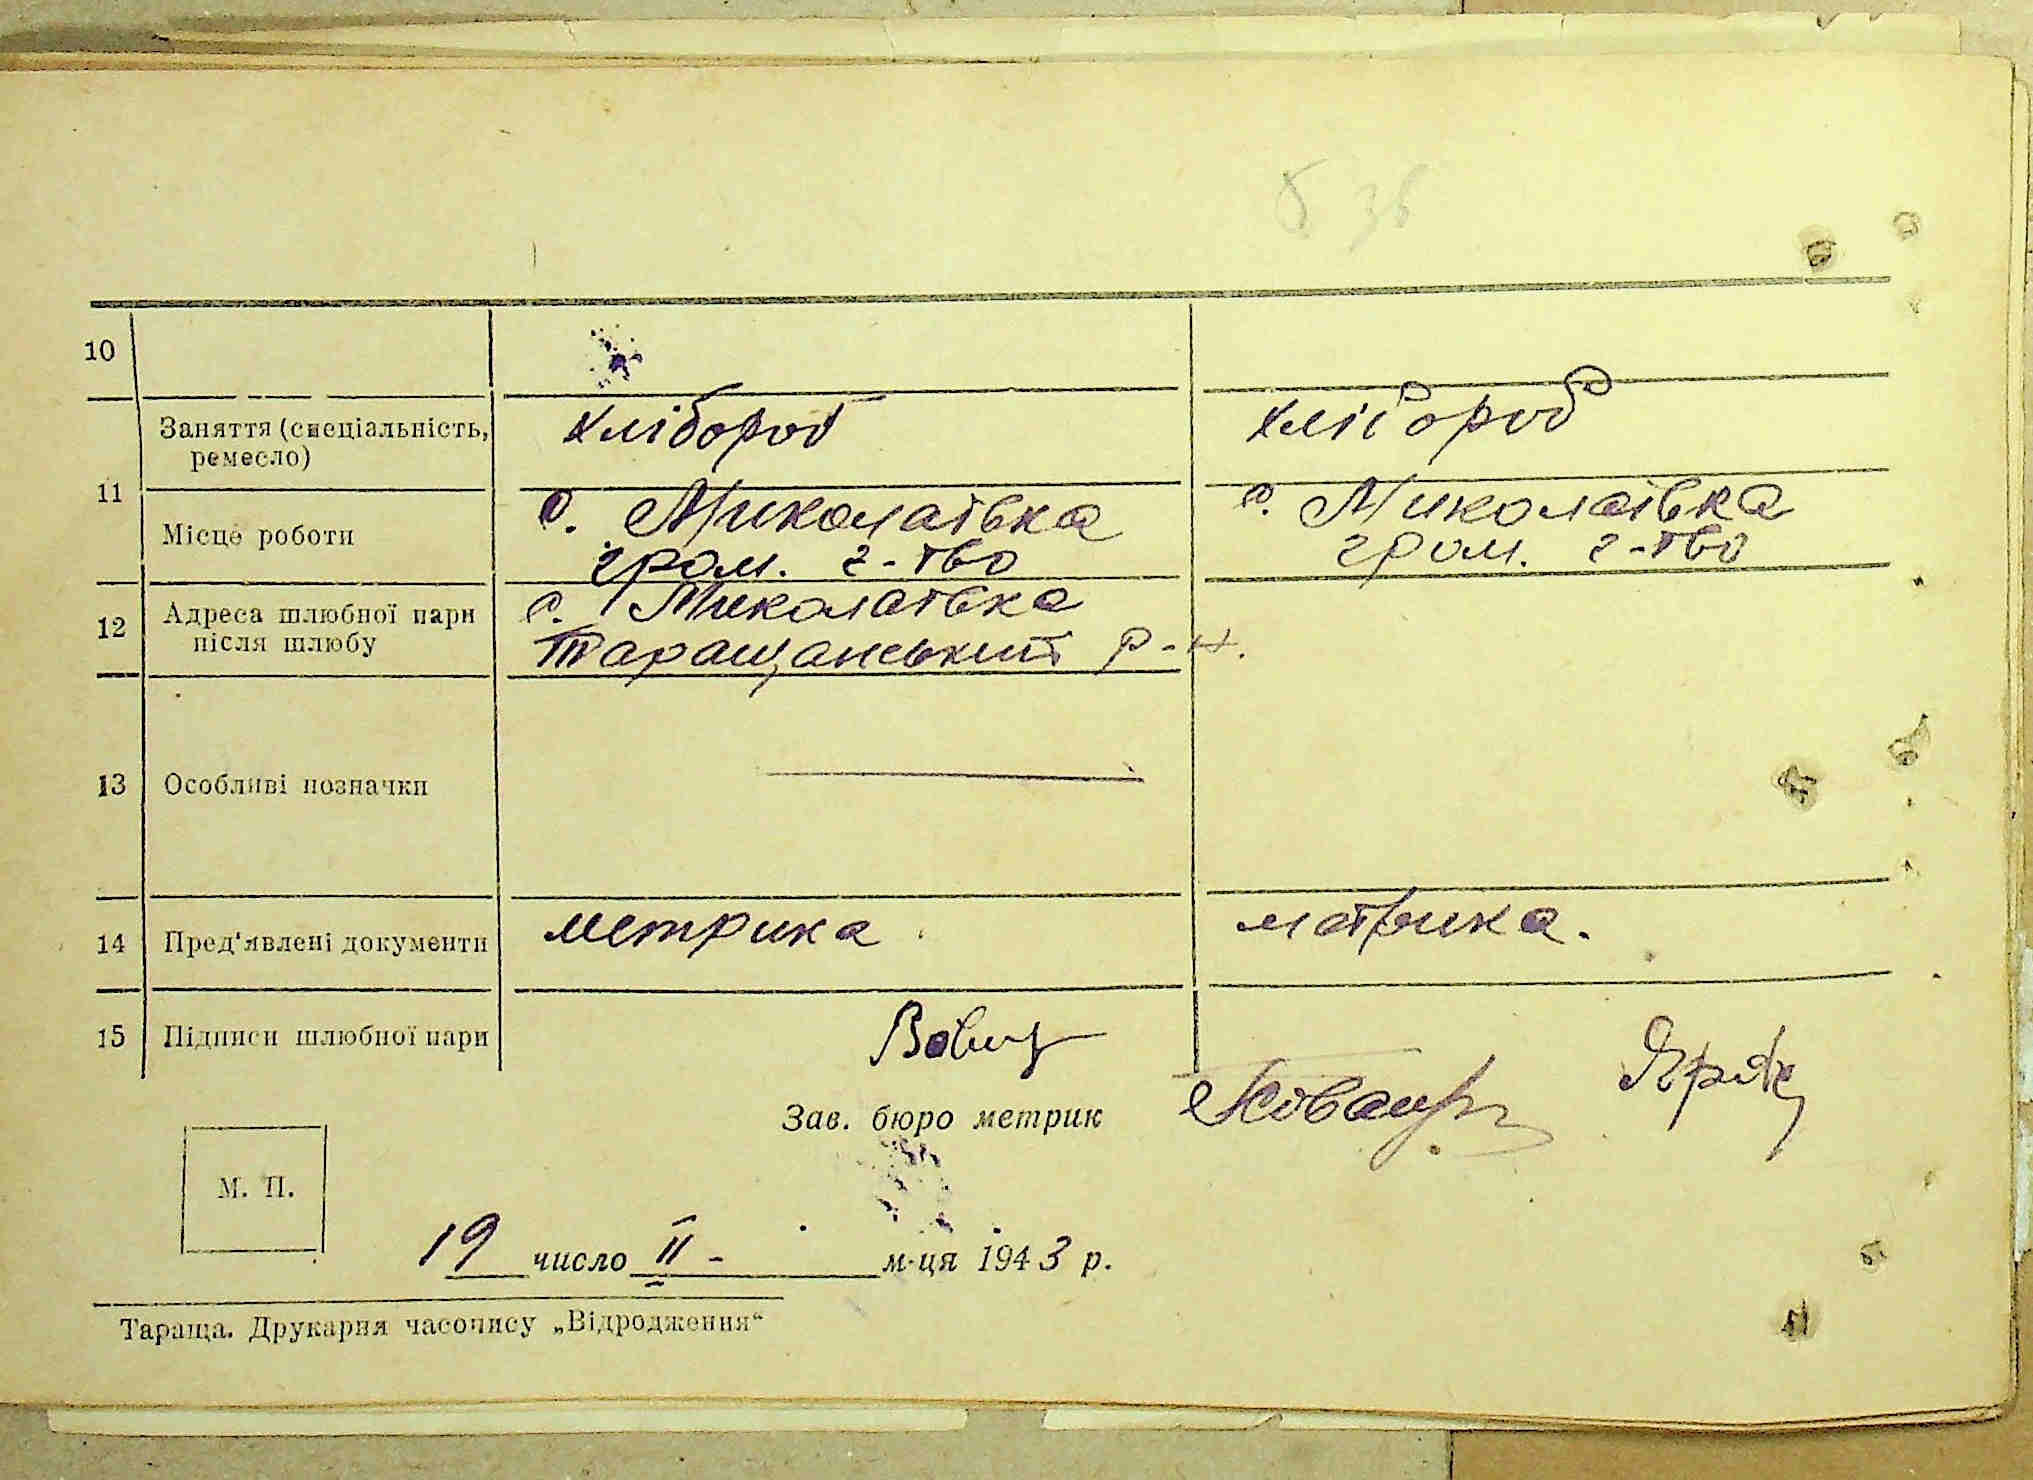 10
11 Заняття (спеціальність, ремесло) хлібороб хлібороб
Місце роботи с. Миколаївка с. Миколаївка
гром. г-тво гром. г-тво
12 Адреса шлюбної пари після шлюбу с. Миколаївка
Таращанський р-н.
13 Особливі позначки
14 Пред'явлені документи метрика метрика.
15 Підписи шлюбної пари
Зав. бюро метрик
М. П.
19 число II - м-ця 1943 р.
Тараща. Друкарня часопису „Відродження“